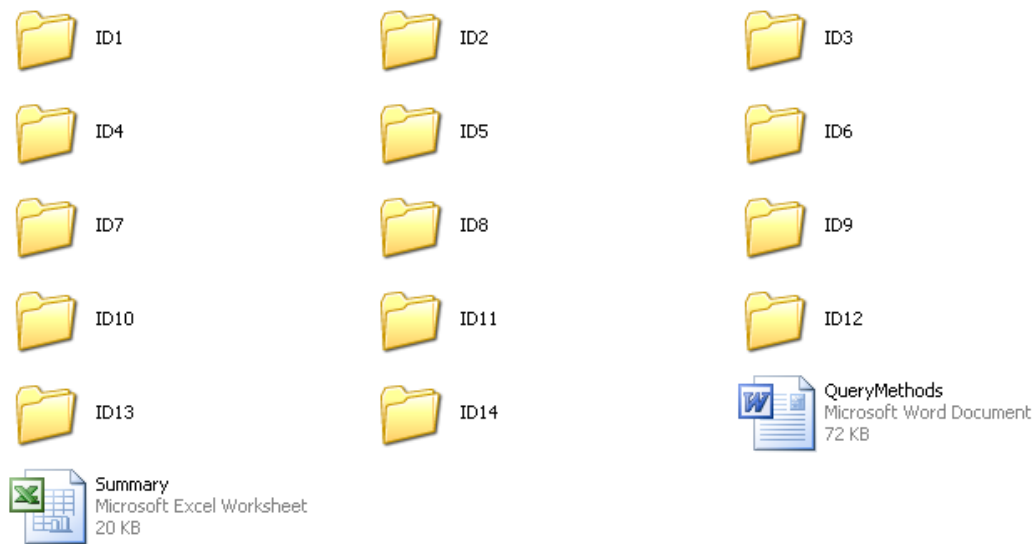 ID1
ID2
ID3
ID4
ID5
ID6
ID7
ID8
ID9
ID10
ID11
ID12
ID13
ID14
QueryMethods
Microsoft Word Document
72 KB
Summary
Microsoft Excel Worksheet
20 KB